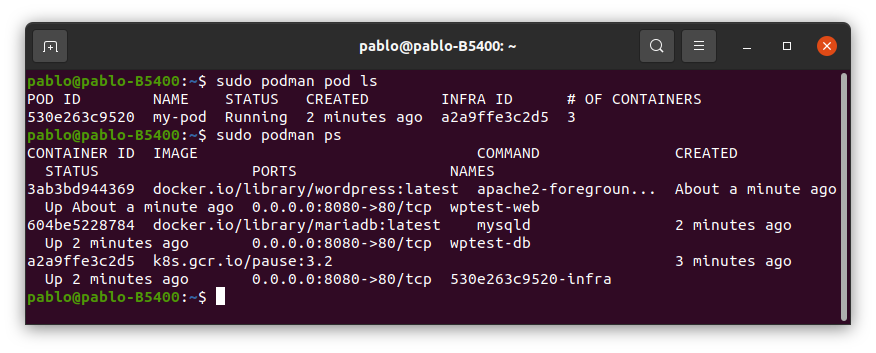 pablo@pablo-B5400: ~
pablo@pablo-B5400:~$ sudo podman pod ls
POD ID        NAME    STATUS   CREATED        INFRA ID      # OF CONTAINERS
530e263c9520  my-pod  Running  2 minutes ago  a2a9ffe3c2d5  3
pablo@pablo-B5400:~$ sudo podman ps
CONTAINER ID  IMAGE                               COMMAND               CREATED
  STATUS                 PORTS                 NAMES
3ab3bd944369  docker.io/library/wordpress:latest  apache2-foregroun...  About a minute ago
  Up About a minute ago  0.0.0.0:8080->80/tcp  wptest-web
604be5228784  docker.io/library/mariadb:latest    mysqld                2 minutes ago
  Up 2 minutes ago       0.0.0.0:8080->80/tcp  wptest-db
a2a9ffe3c2d5  k8s.gcr.io/pause:3.2                                      3 minutes ago
  Up 2 minutes ago       0.0.0.0:8080->80/tcp  530e263c9520-infra
pablo@pablo-B5400:~$